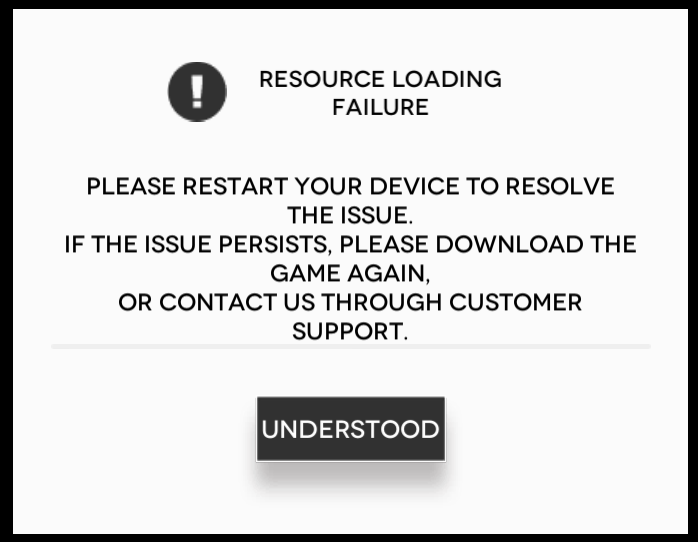 RESOURCE LOADING
FAILURE
PLEASE RESTART YOUR DEVICE TO RESOLVE
THE ISSUE.
IF THE ISSUE PERSISTS, PLEASE DOWNLOAD THE
GAME AGAIN,
OR CONTACT US THROUGH CUSTOMER
SUPPORT.
UNDERSTOOD